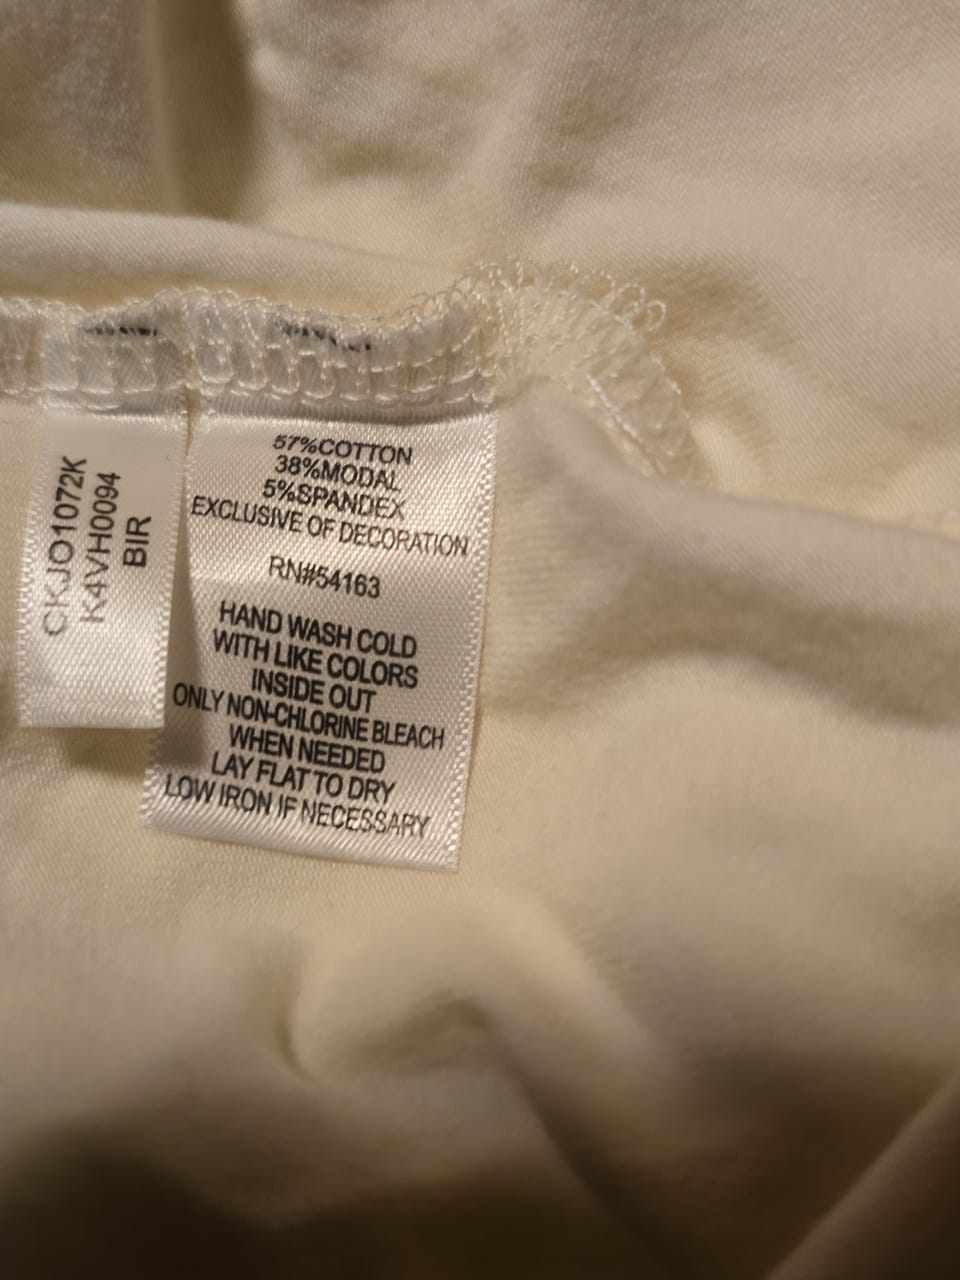 CKJO1072K
K4VH0094
BIR
57%COTTON
38%MODAL
5%SPANDEX
EXCLUSIVE OF DECORATION
RN#54163
HAND WASH COLD
WITH LIKE COLORS
INSIDE OUT
ONLY NON-CHLORINE BLEACH
WHEN NEEDED
LAY FLAT TO DRY
LOW IRON IF NECESSARY